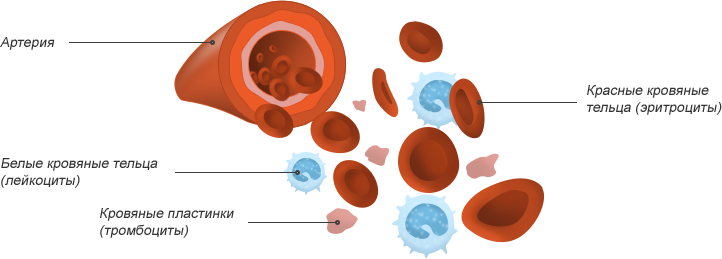 Артерия
Красные кровяные
тельца (эритроциты)
Белые кровяные тельца
(лейкоциты)
Кровяные пластинки
(тромбоциты)